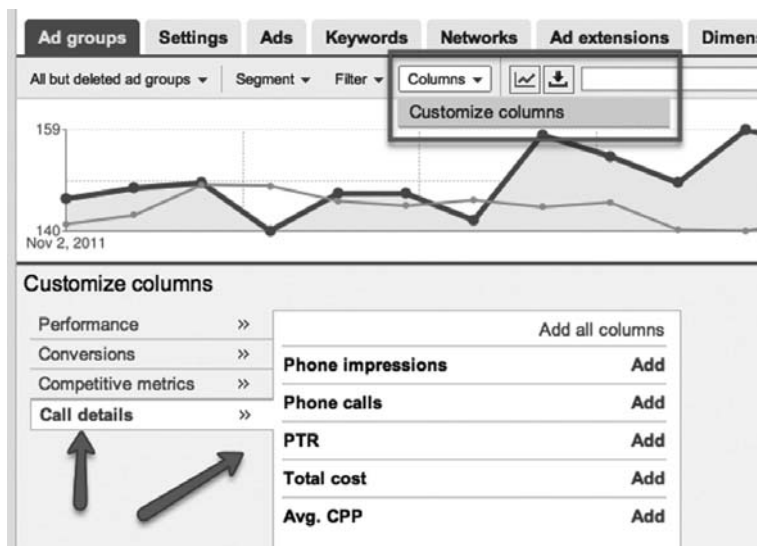 Ad groups Settings Ads Keywords Networks Ad extensions Dimen
All but deleted ad groups Segment Filter Columns
Customize columns
159
140
Nov 2, 2011
Customize columns
Performance »
Conversions »
Competitive metrics »
Call details »
Add all columns
Phone impressions Add
Phone calls Add
PTR Add
Total cost Add
Avg. CPP Add